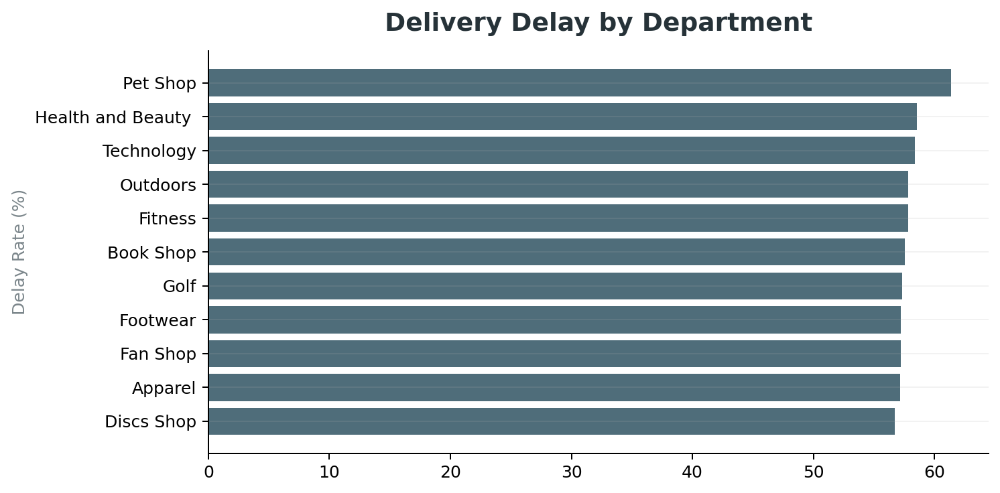 Delivery Delay by Department
Delay Rate (%)
Pet Shop
Health and Beauty
Technology
Outdoors
Fitness
Book Shop
Golf
Footwear
Fan Shop
Apparel
Discs Shop
0 10 20 30 40 50 60